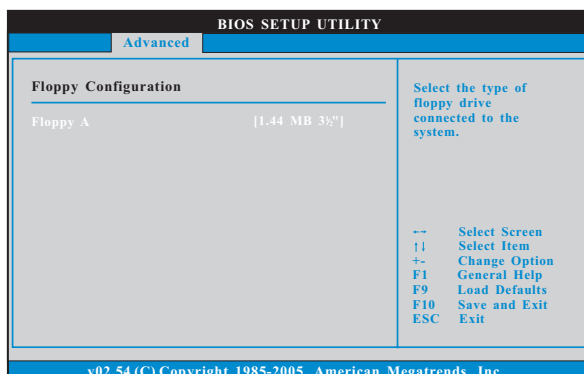 BIOS SETUP UTILITY
Advanced
Floppy Configuration
Floppy A [1.44 MB 3½"]
Select the type of
floppy drive
connected to the
system.
←→ Select Screen
↑↓ Select Item
+- Change Option
F1 General Help
F9 Load Defaults
F10 Save and Exit
ESC Exit
v02.54 (C) Copyright 1985-2005, American Megatrends, Inc.